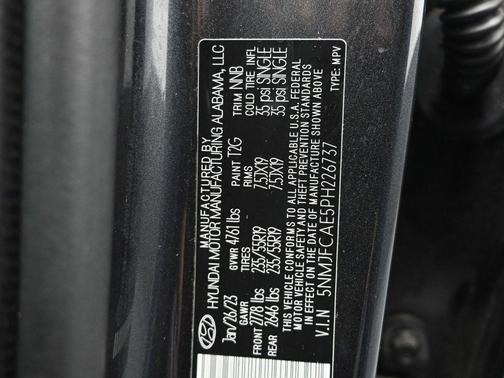 MANUFACTURED BY
HYUNDAI MOTOR MANUFACTURING ALABAMA, LLC
Jan/26/23 GVWR 4761 lbs PAINT T2G TRIM NNB
GAWR TIRES RIMS COLD TIRE INFL
FRONT 2778 lbs 235/55R19 7.5JX19 35 psi SINGLE
REAR 2646 lbs 235/55R19 7.5JX19 35 psi SINGLE
THIS VEHICLE CONFORMS TO ALL APPLICABLE U.S.A. FEDERAL
MOTOR VEHICLE SAFETY AND THEFT PREVENTION STANDARDS
IN EFFECT ON THE DATE OF MANUFACTURE SHOWN ABOVE
V.I.N 5NMJFCAE5PH226737 TYPE: MPV